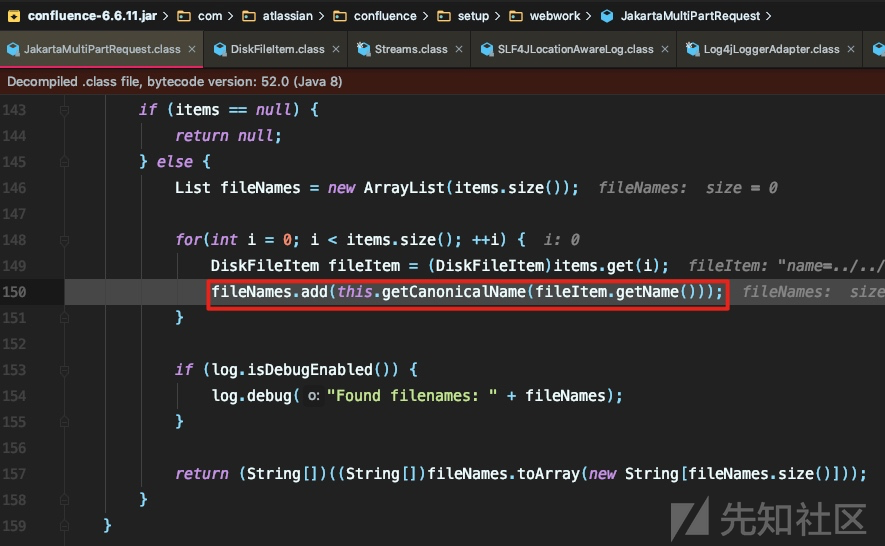 confluence-6.6.11.jar › com › atlassian › confluence › setup › webwork › JakartaMultiPartRequest ›
JakartaMultiPartRequest.class × DiskFileItem.class × Streams.class × SLF4JLocationAwareLog.class × Log4jLoggerAdapter.class ×
Decompiled .class file, bytecode version: 52.0 (Java 8)
143 if (items == null) {
144 return null;
145 } else {
146 List fileNames = new ArrayList(items.size()); fileNames: size = 0
147
148 for(int i = 0; i < items.size(); ++i) { i: 0
149 DiskFileItem fileItem = (DiskFileItem)items.get(i); fileItem: "name=../../
150 fileNames.add(this.getCanonicalName(fileItem.getName())); fileNames: size
151 }
152
153 if (log.isDebugEnabled()) {
154 log.debug( o: "Found filenames: " + fileNames);
155 }
156
157 return (String[])((String[])fileNames.toArray(new String[fileNames.size()]));
158 }
159 }
先知社区